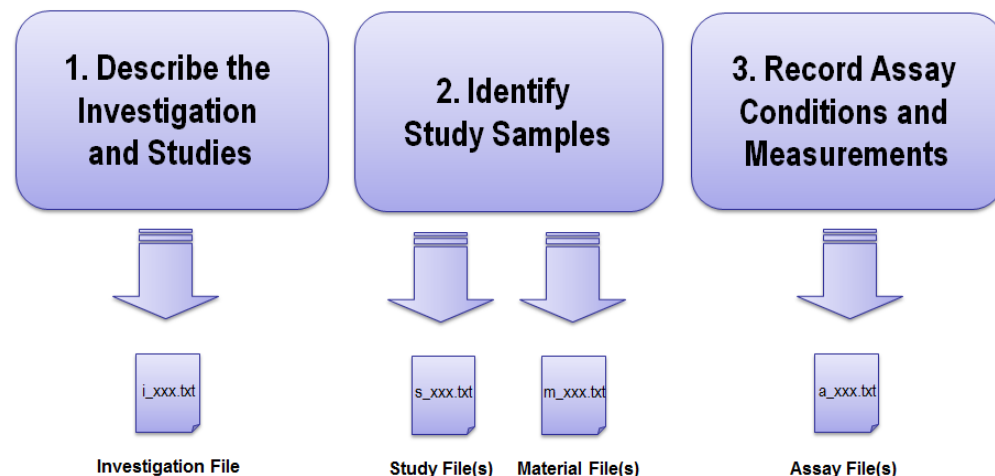 1. Describe the
Investigation
and Studies
2. Identify
Study Samples
3. Record Assay
Conditions and
Measurements
i_xxx.txt
s_xxx.txt
m_xxx.txt
a_xxx.txt
Investigation File
Study File(s)
Material File(s)
Assay File(s)